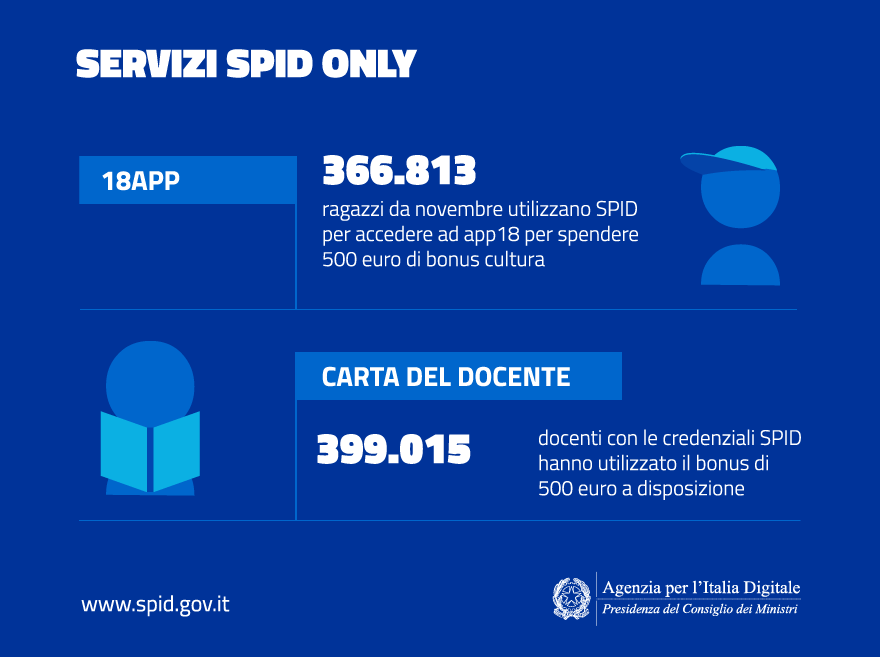 SERVIZI SPID ONLY
18APP
366.813
ragazzi da novembre utilizzano SPID
per accedere ad app18 per spendere
500 euro di bonus cultura
CARTA DEL DOCENTE
399.015
docenti con le credenziali SPID
hanno utilizzato il bonus di
500 euro a disposizione
www.spid.gov.it
Agenzia per l'Italia Digitale
Presidenza del Consiglio dei Ministri